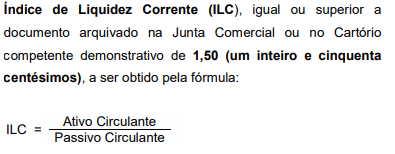 Índice de Liquidez Corrente (ILC), igual ou superior a
documento arquivado na Junta Comercial ou no Cartório
competente demonstrativo de 1,50 (um inteiro e cinquenta
centésimos), a ser obtido pela fórmula:
ILC = Ativo Circulante
Passivo Circulante